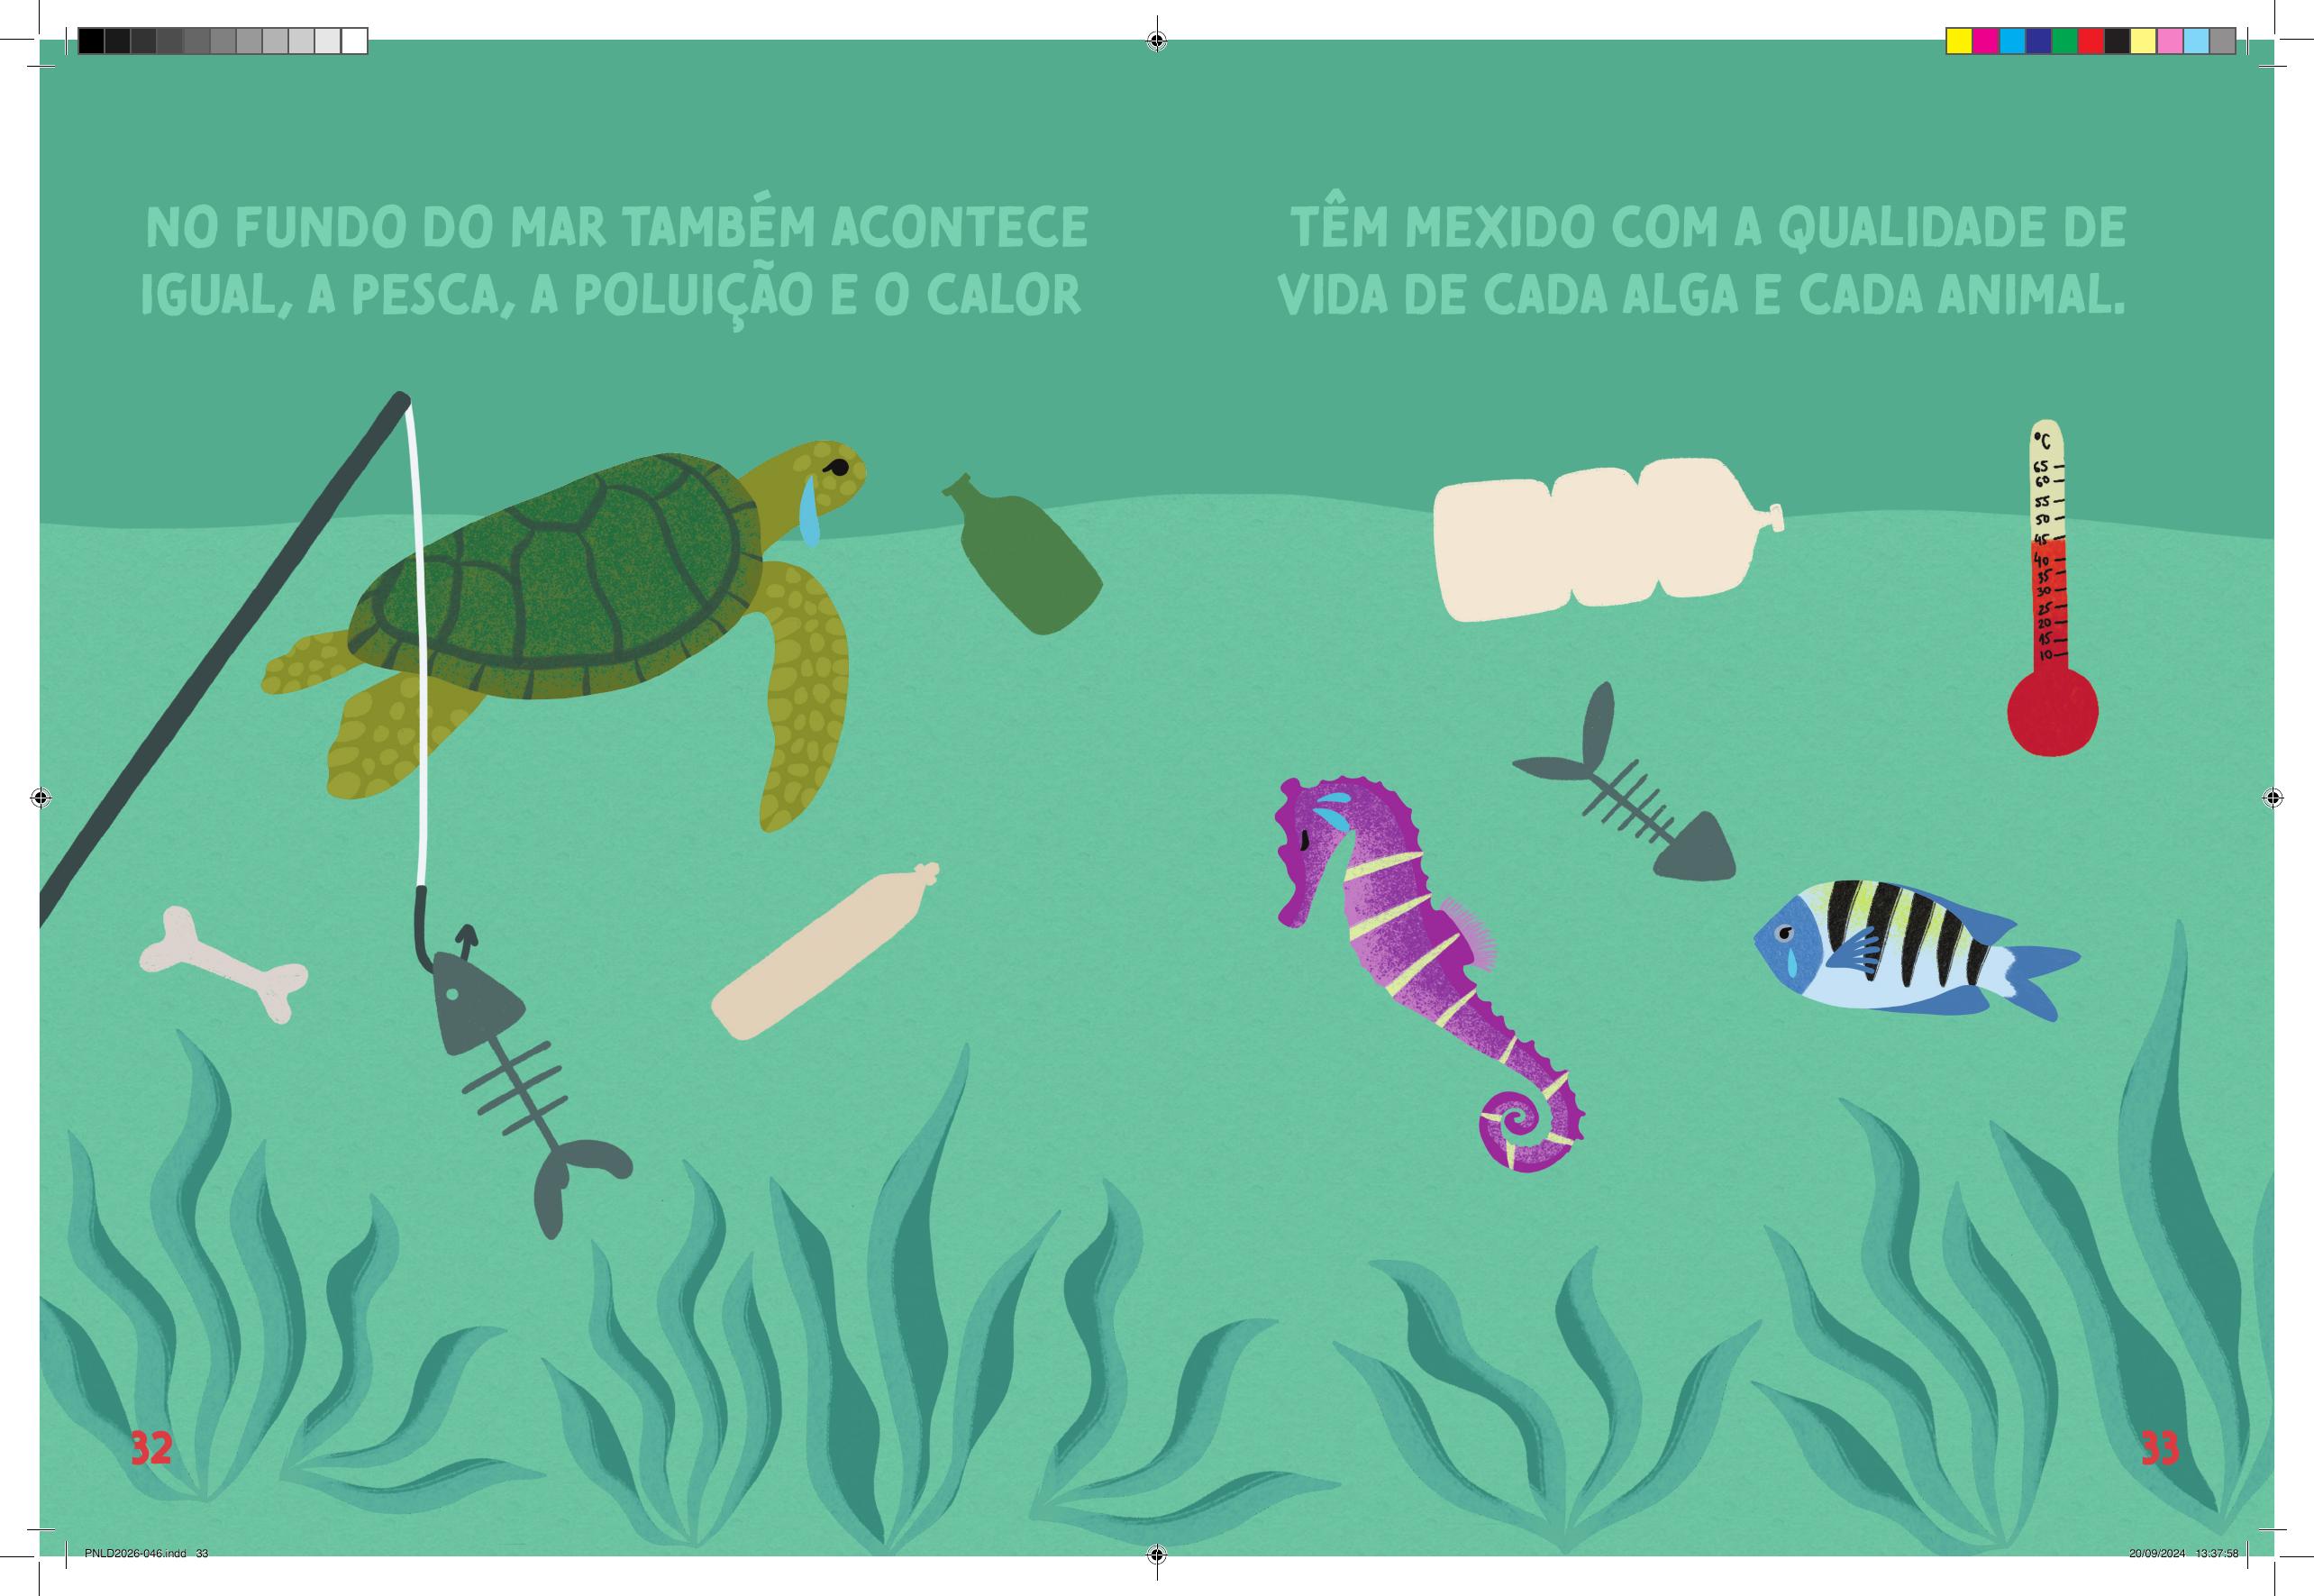 NO FUNDO DO MAR TAMBÉM ACONTECE
IGUAL, A PESCA, A POLUIÇÃO E O CALOR
TÊM MEXIDO COM A QUALIDADE DE
VIDA DE CADA ALGA E CADA ANIMAL.
°C
65
60
55
50
45
40
35
30
25
20
15
10
32
33
PNLD2026-046.indd 33
20/09/2024 13:37:58